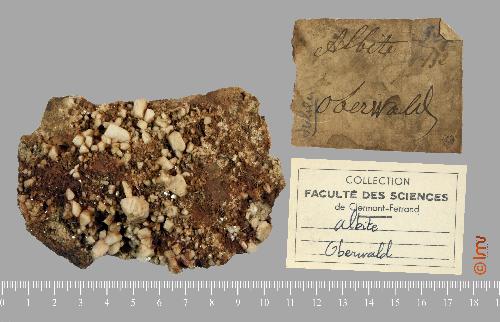 Albite
Oberwald
COLLECTION
FACULTÉ DES SCIENCES
de Clermont-Ferrand
albite
Oberwald
© lmv
0 1 2 3 4 5 6 7 8 9 10 11 12 13 14 15 16 17 18